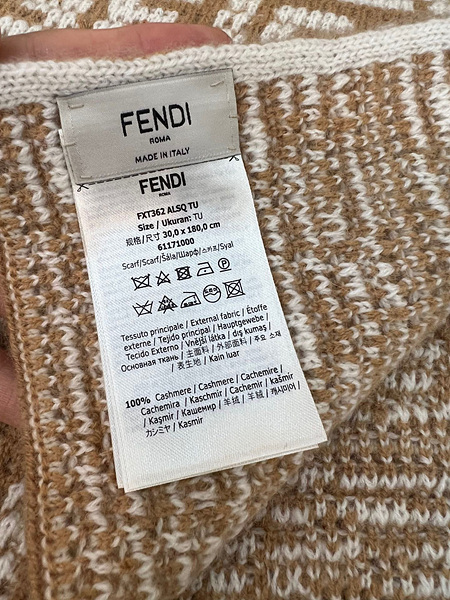 FENDI
ROMA
MADE IN ITALY
FENDI
ROMA
FXT362 ALSQ TU
Size / Ukuran: TU
规格/尺寸 30,0 x 180,0 cm
61171000
Scarf/Scarf/Šála/Шарф/스카프/Syal
Tessuto principale / External fabric / Étoffe
externe / Tejido principal / Hauptgewebe /
Tecido Externo / Vnější látka / dış kumaş /
Основная ткань / 主面料 / 外部面料 / 주요 소재
/ 表生地 / Kain luar
100% Cashmere / Cashmere / Cachemire /
Cachemira / Kaschmir / Cachemir / kašmír
/ Kaşmir / Кашемир / 羊绒 / 羊絨 / 캐시미어 /
カシミヤ / Kasmir